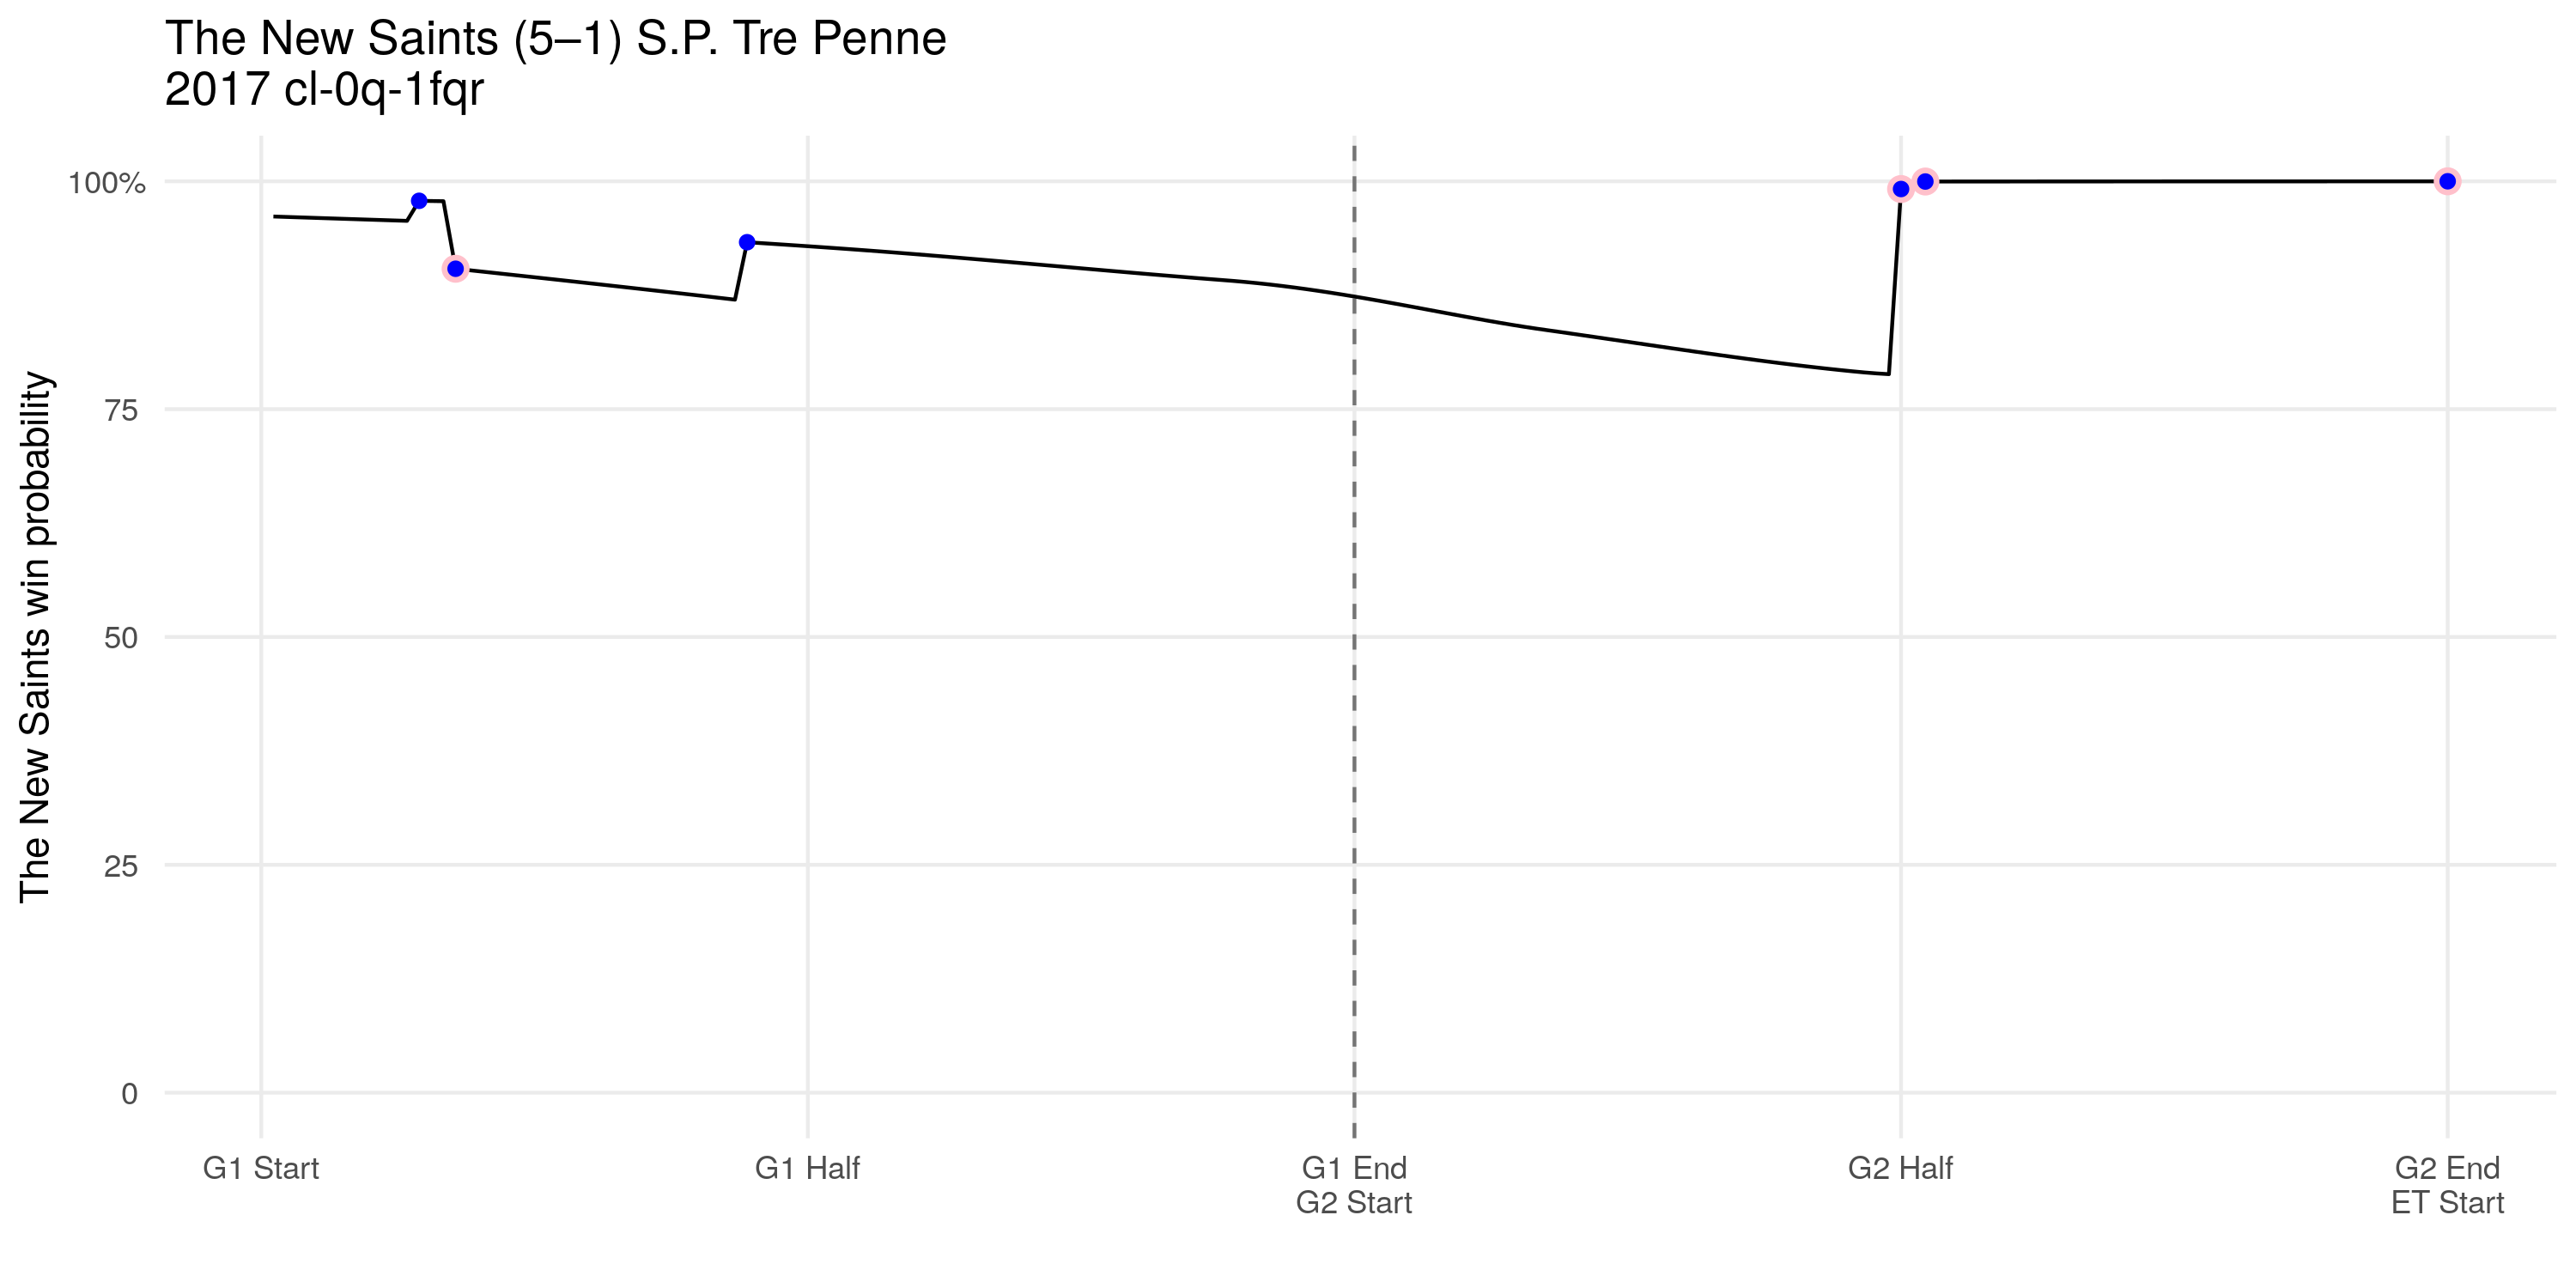 The New Saints (5–1) S.P. Tre Penne
2017 cl-0q-1fqr
The New Saints win probability
100%
75
50
25
0
G1 Start
G1 Half
G1 End
G2 Start
G2 Half
G2 End
ET Start